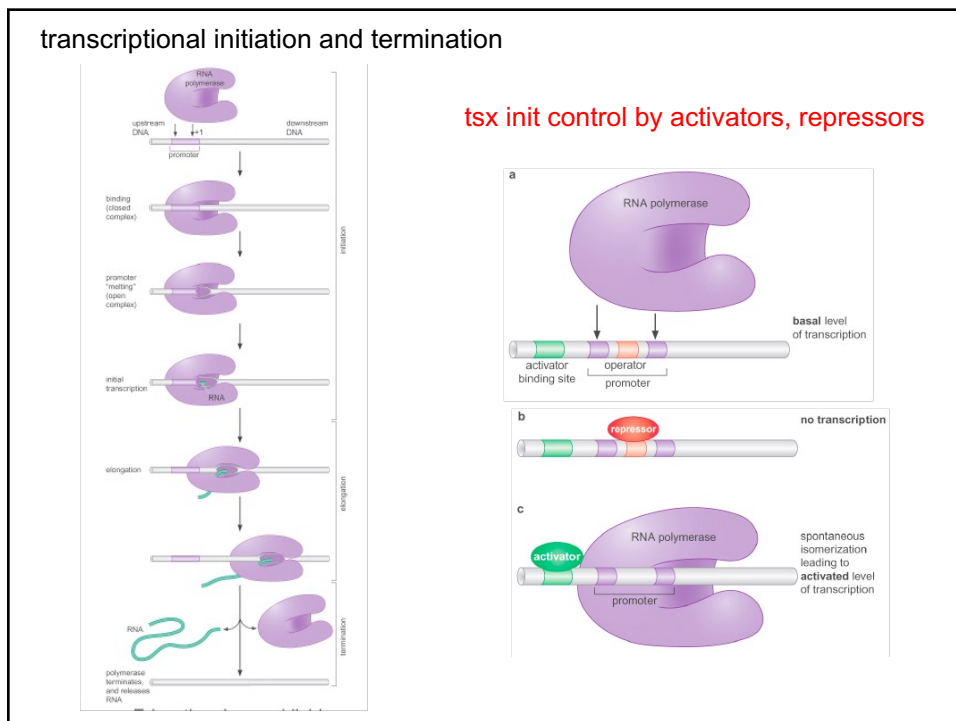 transcriptional initiation and termination
RNA
polymerase
upstream
DNA
+1
downstream
DNA
promoter
binding
(closed
complex)
promoter
"melting"
(open
complex)
initial
transcription
RNA
initiation
elongation
elongation
RNA
termination
polymerase
terminates,
and releases
RNA
tsx init control by activators, repressors
a
RNA polymerase
basal level
of transcription
activator
binding site
operator
promoter
b
no transcription
repressor
c
RNA polymerase
activator
promoter
spontaneous
isomerization
leading to
activated level
of transcription